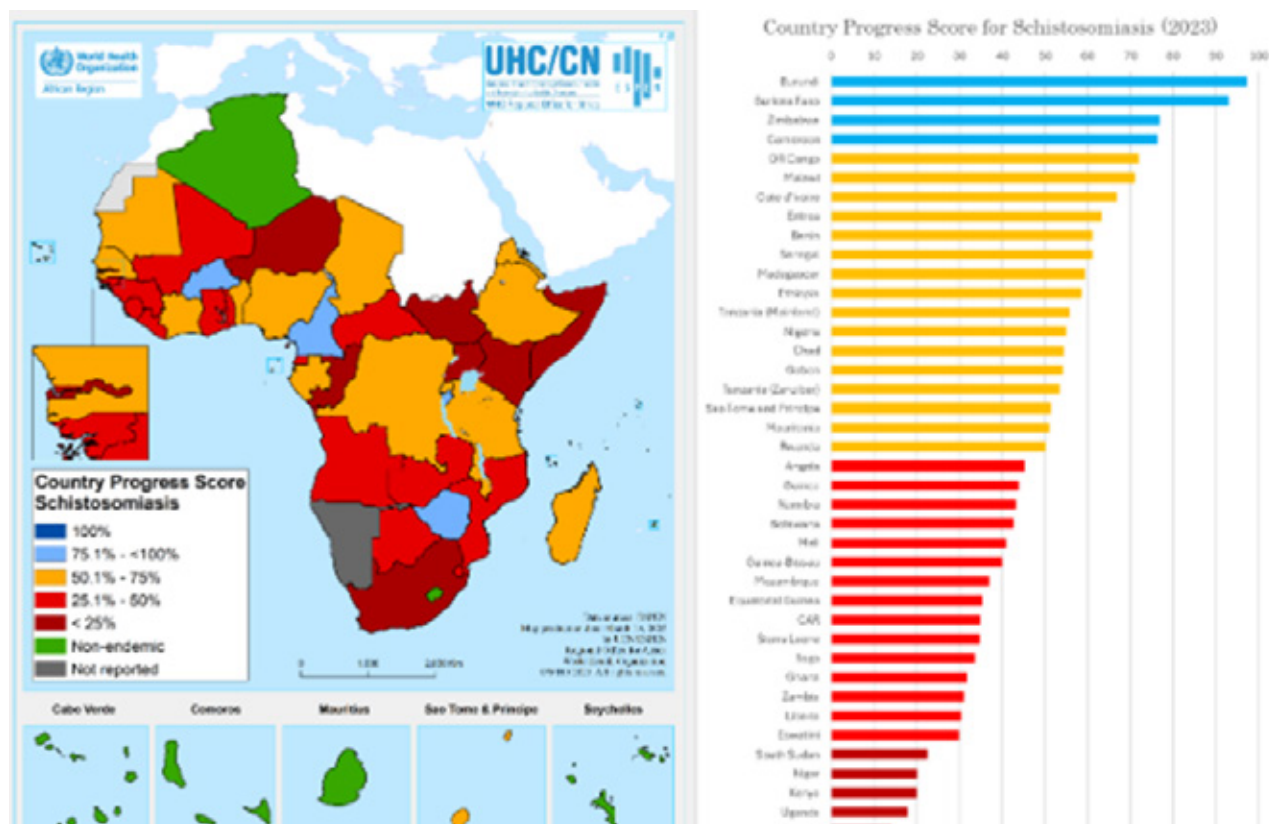 World Health
Organization
African Region
UHC/CN
Country Progress Score
Schistosomiasis
100%
75.1% - <100%
50.1% - 75%
25.1% - 50%
< 25%
Non-endemic
Not reported
0
1,000
Cabo Verde
Comoros
Mauritius
Sao Tome & Principe
Seychelles
Country Progress Score for Schistosomiasis (2023)
0 10 20 30 40 50 60 70 80 90 100
Burundi
Burkina Faso
Zimbabwe
Cameroon
DR Congo
Malawi
Cote d'Ivoire
Eritrea
Benin
Senegal
Madagascar
Ethiopia
Tanzania (Mainland)
Nigeria
Chad
Gabon
Tanzania (Zanzibar)
Sao Tome and Principe
Mauritania
Rwanda
Angola
Guinea
Namibia
Botswana
Mali
Guinea-Bissau
Mozambique
Equatorial Guinea
CAR
Sierra Leone
Togo
Ghana
Zambia
Liberia
Eswatini
South Sudan
Niger
Kenya
Uganda